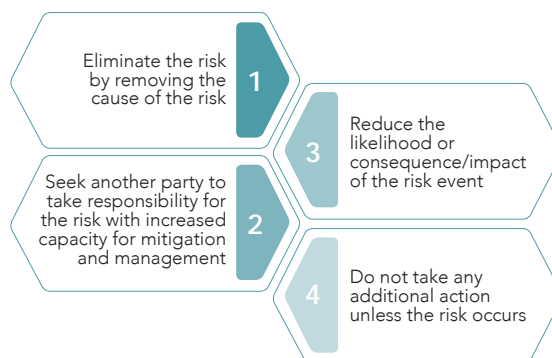 Eliminate the risk
by removing the
cause of the risk
1
Seek another party to
take responsibility for
the risk with increased
capacity for mitigation
and management
2
3
Reduce the
likelihood or
consequence/impact
of the risk event
4
Do not take any
additional action
unless the risk occurs